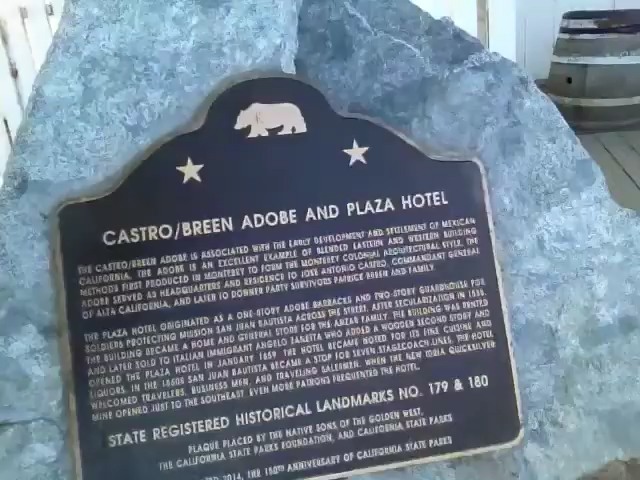 CASTRO/BREEN ADOBE AND PLAZA HOTEL
THE CASTRO/BREEN ADOBE IS ASSOCIATED WITH THE EARLY DEVELOPMENT AND SETTLEMENT OF MEXICAN
CALIFORNIA. THE ADOBE IS AN EXCELLENT EXAMPLE OF BLENDED EASTERN AND WESTERN BUILDING
METHODS FIRST PRODUCED IN MONTEREY TO FORM THE MONTEREY COLONIAL ARCHITECTURAL STYLE. THE
ADOBE SERVED AS HEADQUARTERS AND RESIDENCE TO JOSE ANTONIO CASTRO, COMMANDANT GENERAL
OF ALTA CALIFORNIA, AND LATER TO DONNER PARTY SURVIVORS PATRICK BREEN AND FAMILY.
THE PLAZA HOTEL ORIGINATED AS A ONE-STORY ADOBE BARRACKS AND TWO-STORY GUARDHOUSE FOR
SOLDIERS PROTECTING MISSION SAN JUAN BAUTISTA ACROSS THE STREET. AFTER SECULARIZATION IN 1835,
THE BUILDING BECAME A HOME AND GENERAL STORE FOR THE ANZAR FAMILY. THE BUILDING WAS RENTED
AND LATER SOLD TO ITALIAN IMMIGRANT ANGELO ZANETTA WHO ADDED A WOODED SECOND STORY AND
OPENED THE PLAZA HOTEL IN JANUARY 1859. THE HOTEL BECAME NOTED FOR ITS FINE CUISINE AND
LIQUORS. IN THE 1860S SAN JUAN BAUTISTA BECAME A STOP FOR SEVEN STAGECOACH LINES. THE HOTEL
WELCOMED TRAVELERS, BUSINESS MEN, AND TRAVELING SALESMEN. WHEN THE NEW IDRIA QUICKSILVER
MINE OPENED JUST TO THE SOUTHEAST, EVEN MORE PATRONS FREQUENTED THE HOTEL.
STATE REGISTERED HISTORICAL LANDMARKS NO. 179 & 180
PLAQUE PLACED BY THE NATIVE SONS OF THE GOLDEN WEST,
THE CALIFORNIA STATE PARKS FOUNDATION, AND CALIFORNIA STATE PARKS
2014, THE 150TH ANNIVERSARY OF CALIFORNIA STATE PARKS